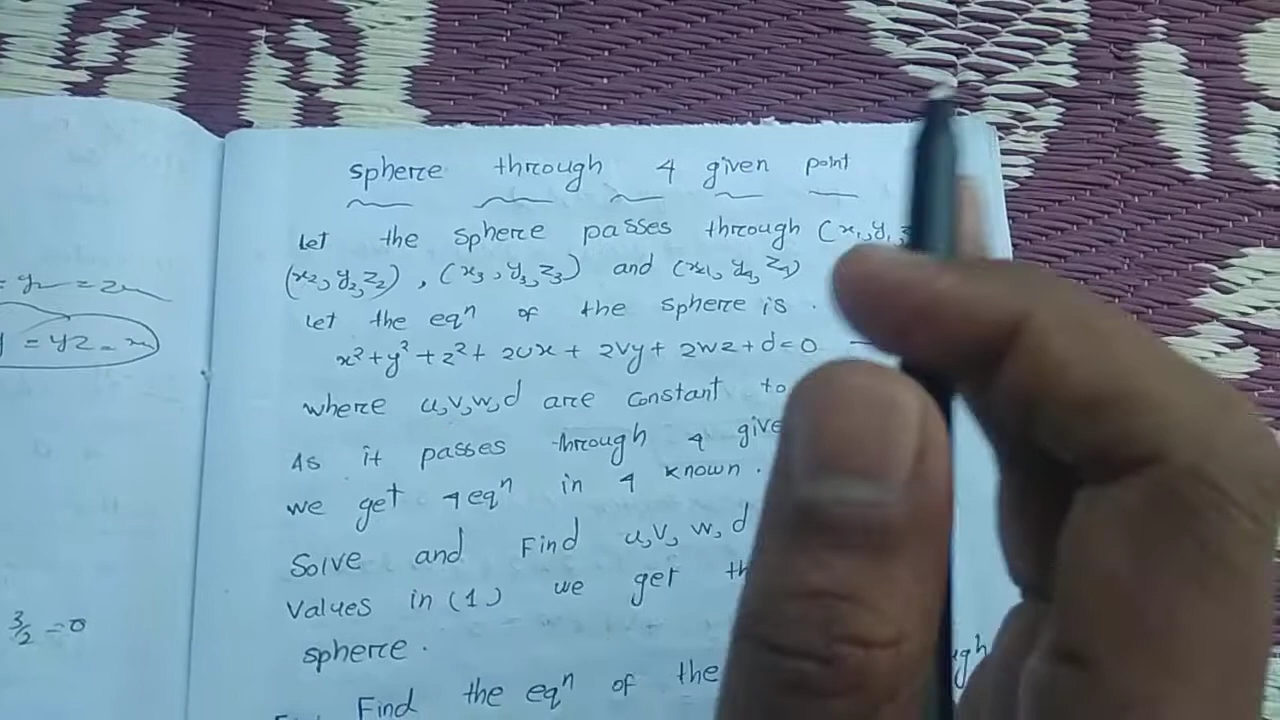 sphere through 4 given point
Let the sphere passes through (x₁, y₁,
(x₂, y₂, z₂), (x₃, y₃, z₃) and (x₄, y₄, z₄)
Let the eqⁿ of the sphere is.
x² + y² + z² + 2ux + 2vy + 2wz + d = 0
where u, v, w, d are constant to
As it passes through 4
we get 4 eqⁿ in 4 known.
Solve and Find u, v, w, d
values in (1) we get
sphere.
Find the eqⁿ of the
3/2 = 0